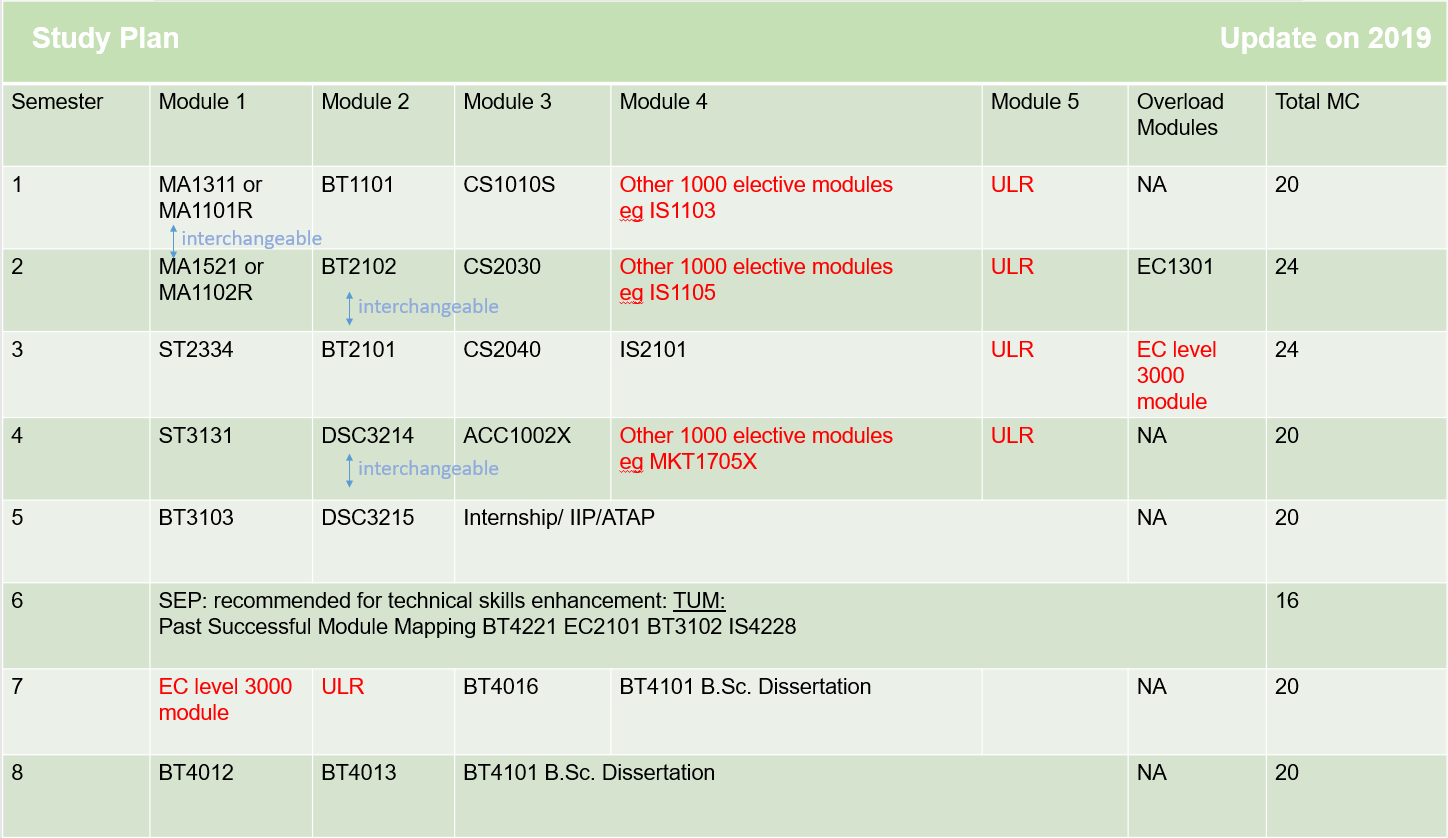 Study Plan Update on 2019
Semester Module 1 Module 2 Module 3 Module 4 Module 5 Overload Modules Total MC
1 MA1311 or MA1101R BT1101 CS1010S Other 1000 elective modules eg IS1103 ULR NA 20
interchangeable
2 MA1521 or MA1102R BT2102 CS2030 Other 1000 elective modules eg IS1105 ULR EC1301 24
interchangeable
3 ST2334 BT2101 CS2040 IS2101 ULR EC level 3000 module 24
4 ST3131 DSC3214 ACC1002X Other 1000 elective modules eg MKT1705X ULR NA 20
interchangeable
5 BT3103 DSC3215 Internship/ IIP/ATAP NA 20
6 SEP: recommended for technical skills enhancement: TUM: 16
Past Successful Module Mapping BT4221 EC2101 BT3102 IS4228
7 EC level 3000 module ULR BT4016 BT4101 B.Sc. Dissertation NA 20
8 BT4012 BT4013 BT4101 B.Sc. Dissertation NA 20